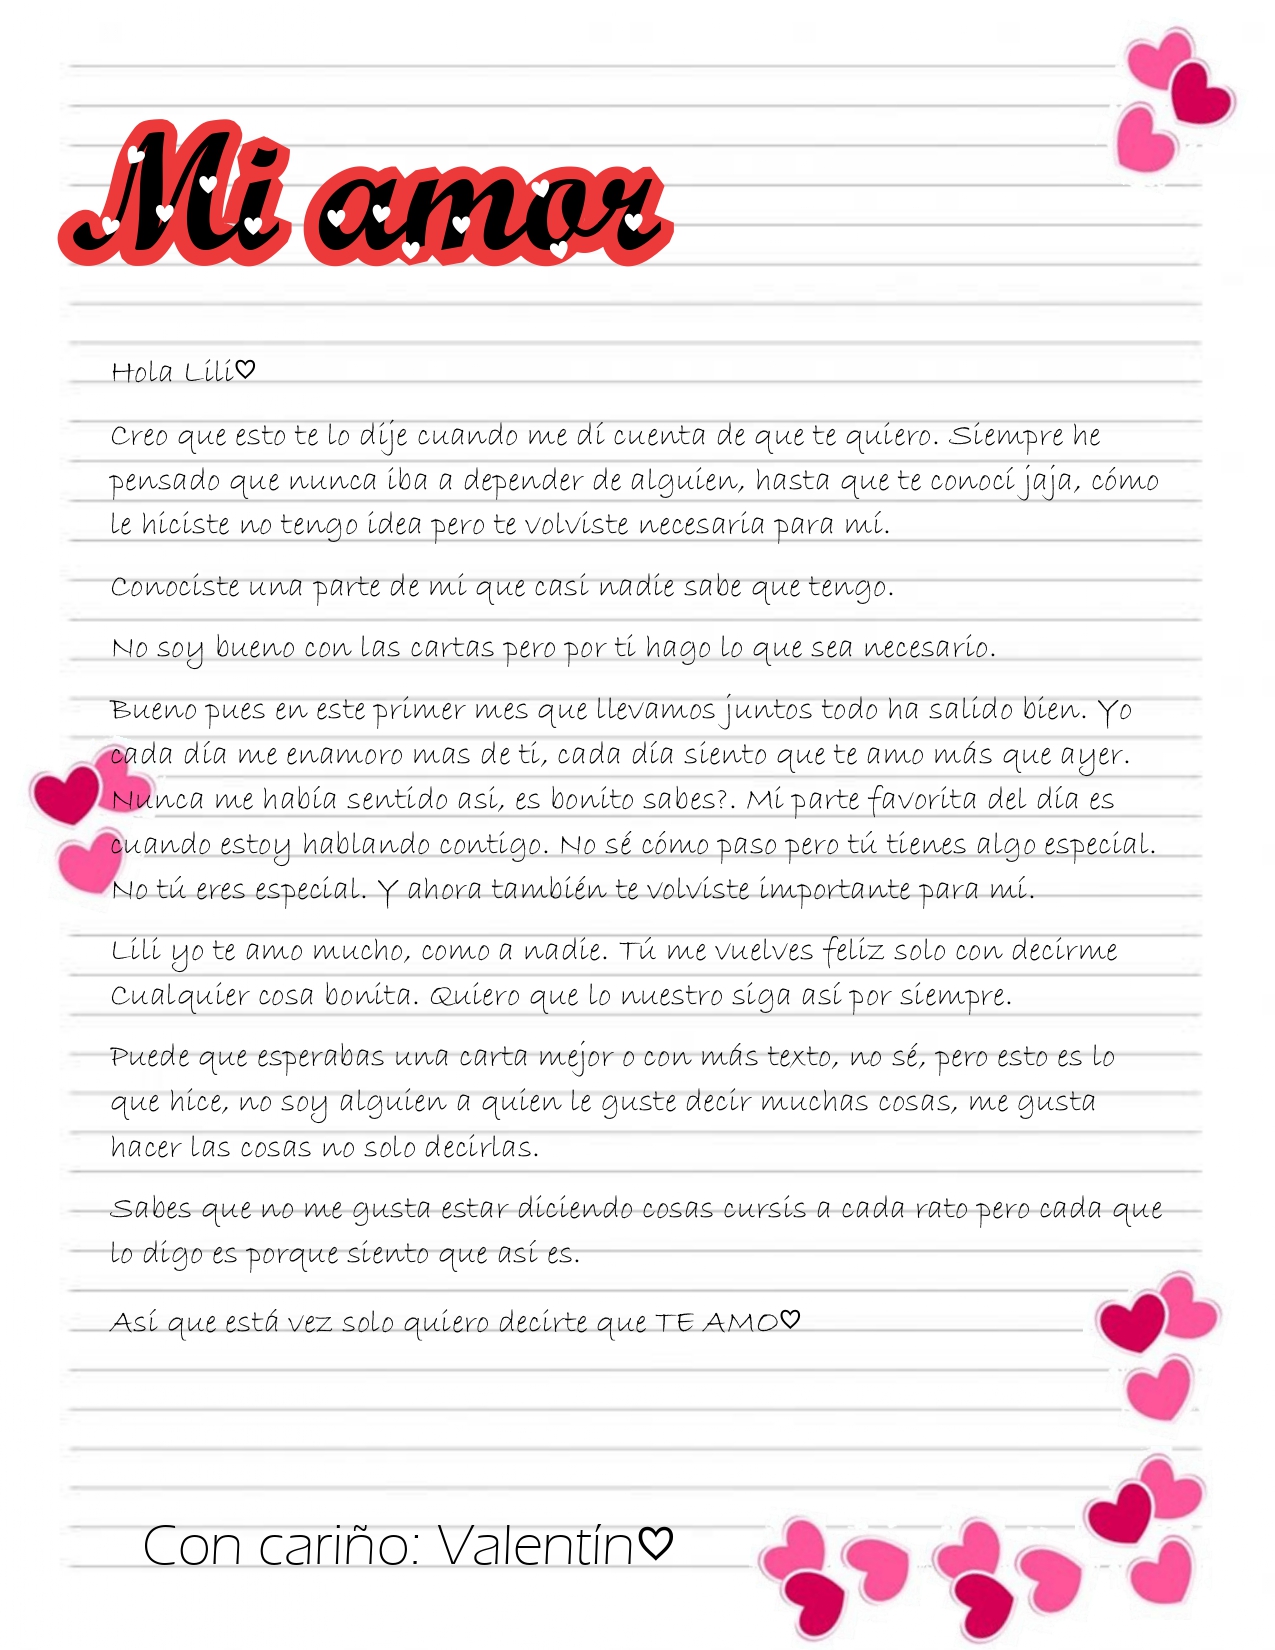 Mi amor
Hola Lili♡
Creo que esto te lo dije cuando me di cuenta de que te quiero. Siempre he
pensado que nunca iba a depender de alguien, hasta que te conocí jaja, cómo
le hiciste no tengo idea pero te volviste necesaria para mí.
Conociste una parte de mi que casi nadie sabe que tengo.
No soy bueno con las cartas pero por ti hago lo que sea necesario.
Bueno pues en este primer mes que llevamos juntos todo ha salido bien. Yo
cada día me enamoro mas de ti, cada día siento que te amo más que ayer.
Nunca me había sentido así, es bonito sabes?. Mi parte favorita del día es
cuando estoy hablando contigo. No sé cómo paso pero tú tienes algo especial.
No tú eres especial. Y ahora también te volviste importante para mí.
Lili yo te amo mucho, como a nadie. Tú me vuelves feliz solo con decirme
Cualquier cosa bonita. Quiero que lo nuestro siga así por siempre.
Puede que esperabas una carta mejor o con más texto, no sé, pero esto es lo
que hice, no soy alguien a quien le guste decir muchas cosas, me gusta
hacer las cosas no solo decirlas.
Sabes que no me gusta estar diciendo cosas cursis a cada rato pero cada que
lo digo es porque siento que así es.
Así que está vez solo quiero decirte que TE AMO♡
Con cariño: Valentín♡